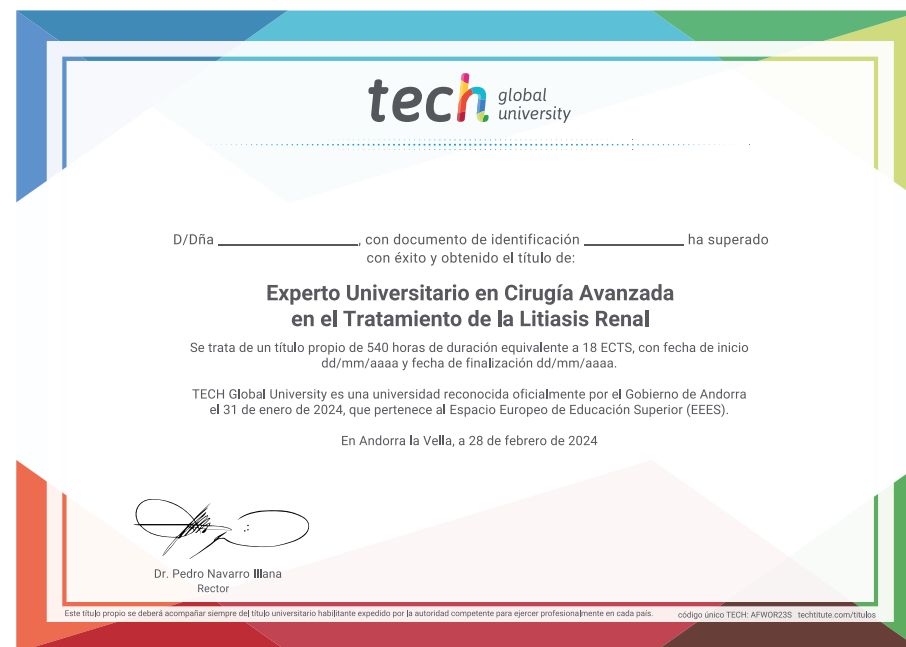 tech global university
D/Dña ______________, con documento de identificación __________ ha superado
con éxito y obtenido el título de:
Experto Universitario en Cirugía Avanzada
en el Tratamiento de la Litiasis Renal
Se trata de un título propio de 540 horas de duración equivalente a 18 ECTS, con fecha de inicio
dd/mm/aaaa y fecha de finalización dd/mm/aaaa.
TECH Global University es una universidad reconocida oficialmente por el Gobierno de Andorra
el 31 de enero de 2024, que pertenece al Espacio Europeo de Educación Superior (EEES).
En Andorra la Vella, a 28 de febrero de 2024
Dr. Pedro Navarro Illana
Rector
Este título propio se deberá acompañar siempre del título universitario habilitante expedido por la autoridad competente para ejercer profesionalmente en cada país.
código único TECH: AFWOR23S techtitute.com/titulos